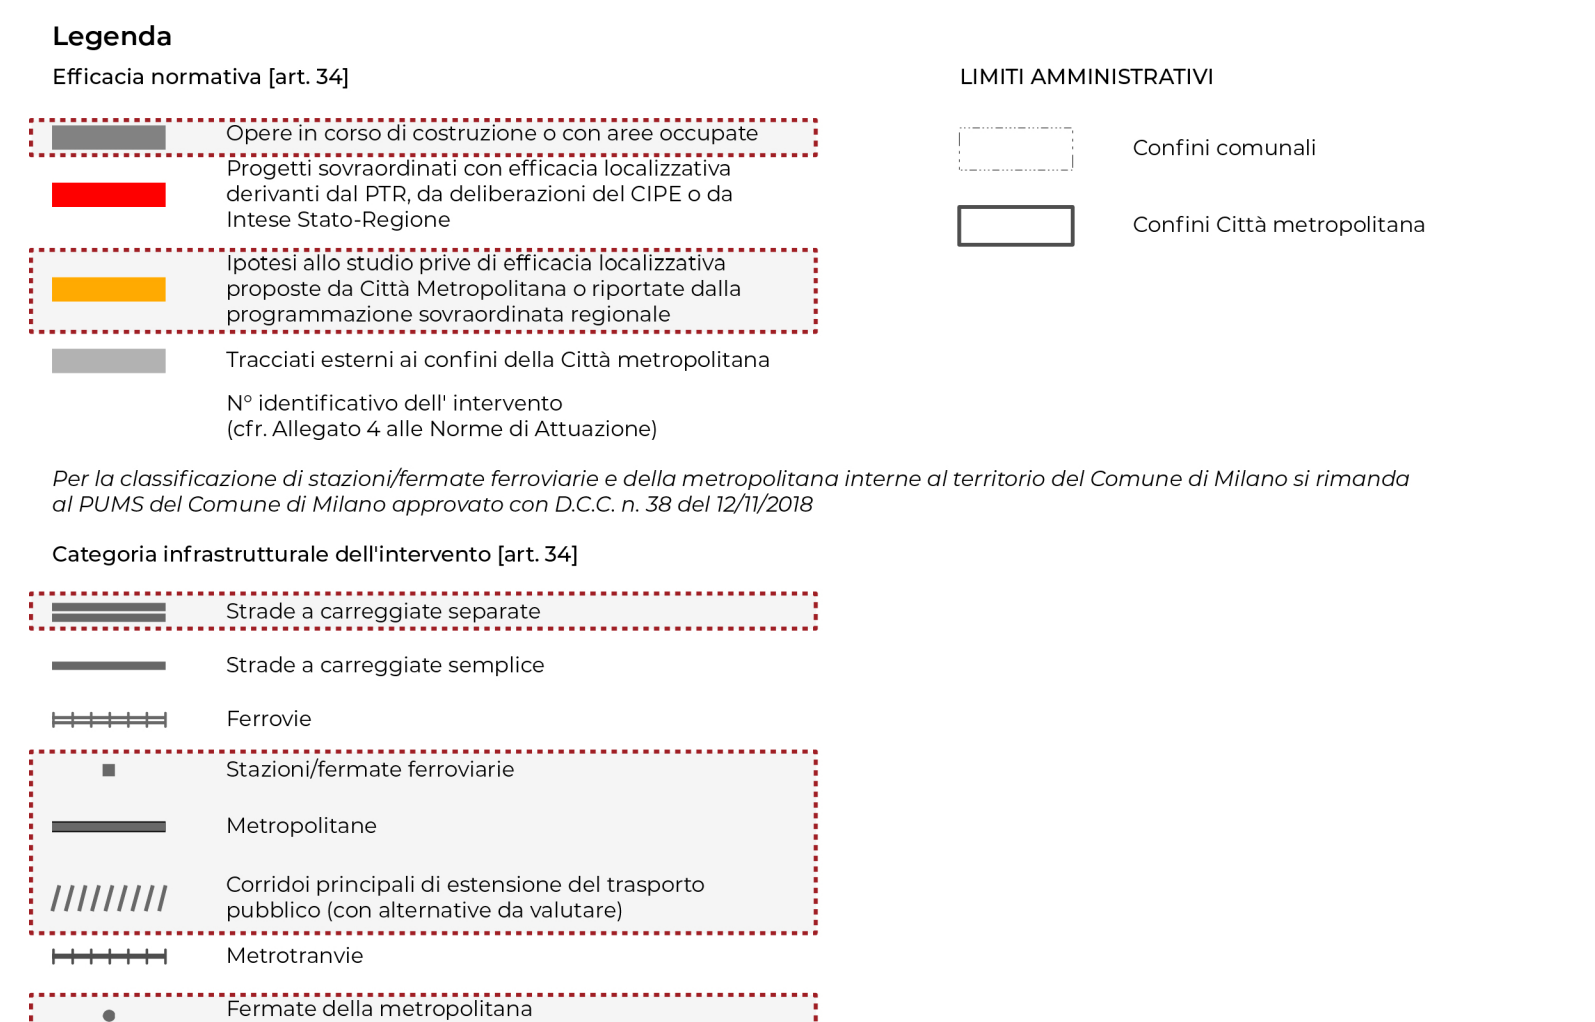 Legenda
Efficacia normativa [art. 34]
Opere in corso di costruzione o con aree occupate
Progetti sovraordinati con efficacia localizzativa
derivanti dal PTR, da deliberazioni del CIPE o da
Intese Stato-Regione
Ipotesi allo studio prive di efficacia localizzativa
proposte da Città Metropolitana o riportate dalla
programmazione sovraordinata regionale
Tracciati esterni ai confini della Città metropolitana
N° identificativo dell' intervento
(cfr. Allegato 4 alle Norme di Attuazione)
LIMITI AMMINISTRATIVI
Confini comunali
Confini Città metropolitana
Per la classificazione di stazioni/fermate ferroviarie e della metropolitana interne al territorio del Comune di Milano si rimanda
al PUMS del Comune di Milano approvato con D.C.C. n. 38 del 12/11/2018
Categoria infrastrutturale dell'intervento [art. 34]
Strade a carreggiate separate
Strade a carreggiate semplice
Ferrovie
Stazioni/fermate ferroviarie
Metropolitane
Corridoi principali di estensione del trasporto
pubblico (con alternative da valutare)
Metrotranvie
Fermate della metropolitana